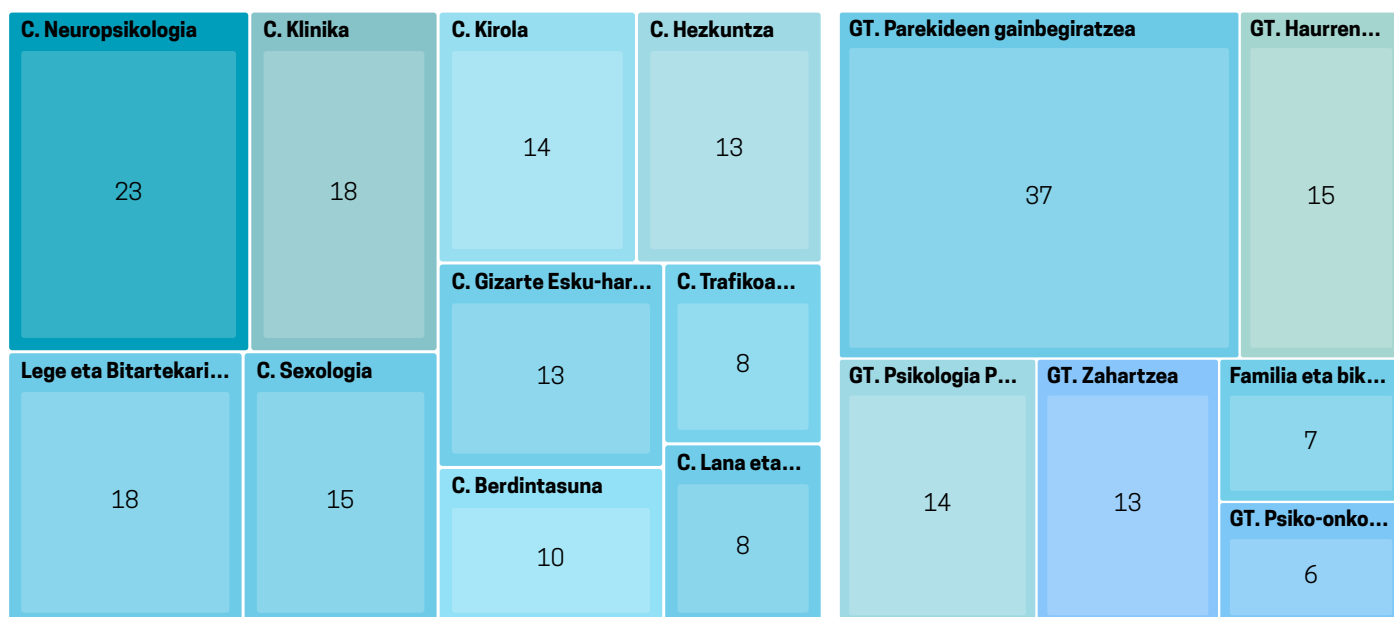 C. Neuropsikologia
23
C. Klinika
18
C. Kirola
14
C. Hezkuntza
13
Lege eta Bitartekari...
18
C. Sexologia
15
C. Gizarte Esku-har...
13
C. Trafikoa...
8
C. Berdintasuna
10
C. Lana eta...
8
GT. Parekideen gainbegiratzea
37
GT. Haurren...
15
GT. Psikologia P...
14
GT. Zahartzea
13
Familia eta bik...
7
GT. Psiko-onko...
6